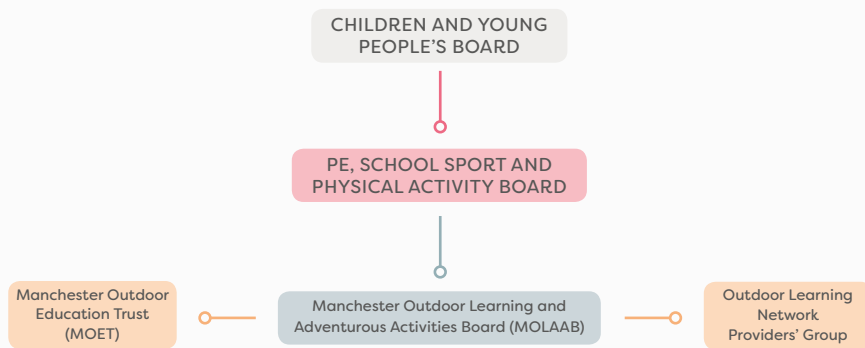 CHILDREN AND YOUNG
PEOPLE’S BOARD
PE, SCHOOL SPORT AND
PHYSICAL ACTIVITY BOARD
Manchester Outdoor
Education Trust
(MOET)
Manchester Outdoor Learning and
Adventurous Activities Board (MOLAAB)
Outdoor Learning
Network
Providers’ Group